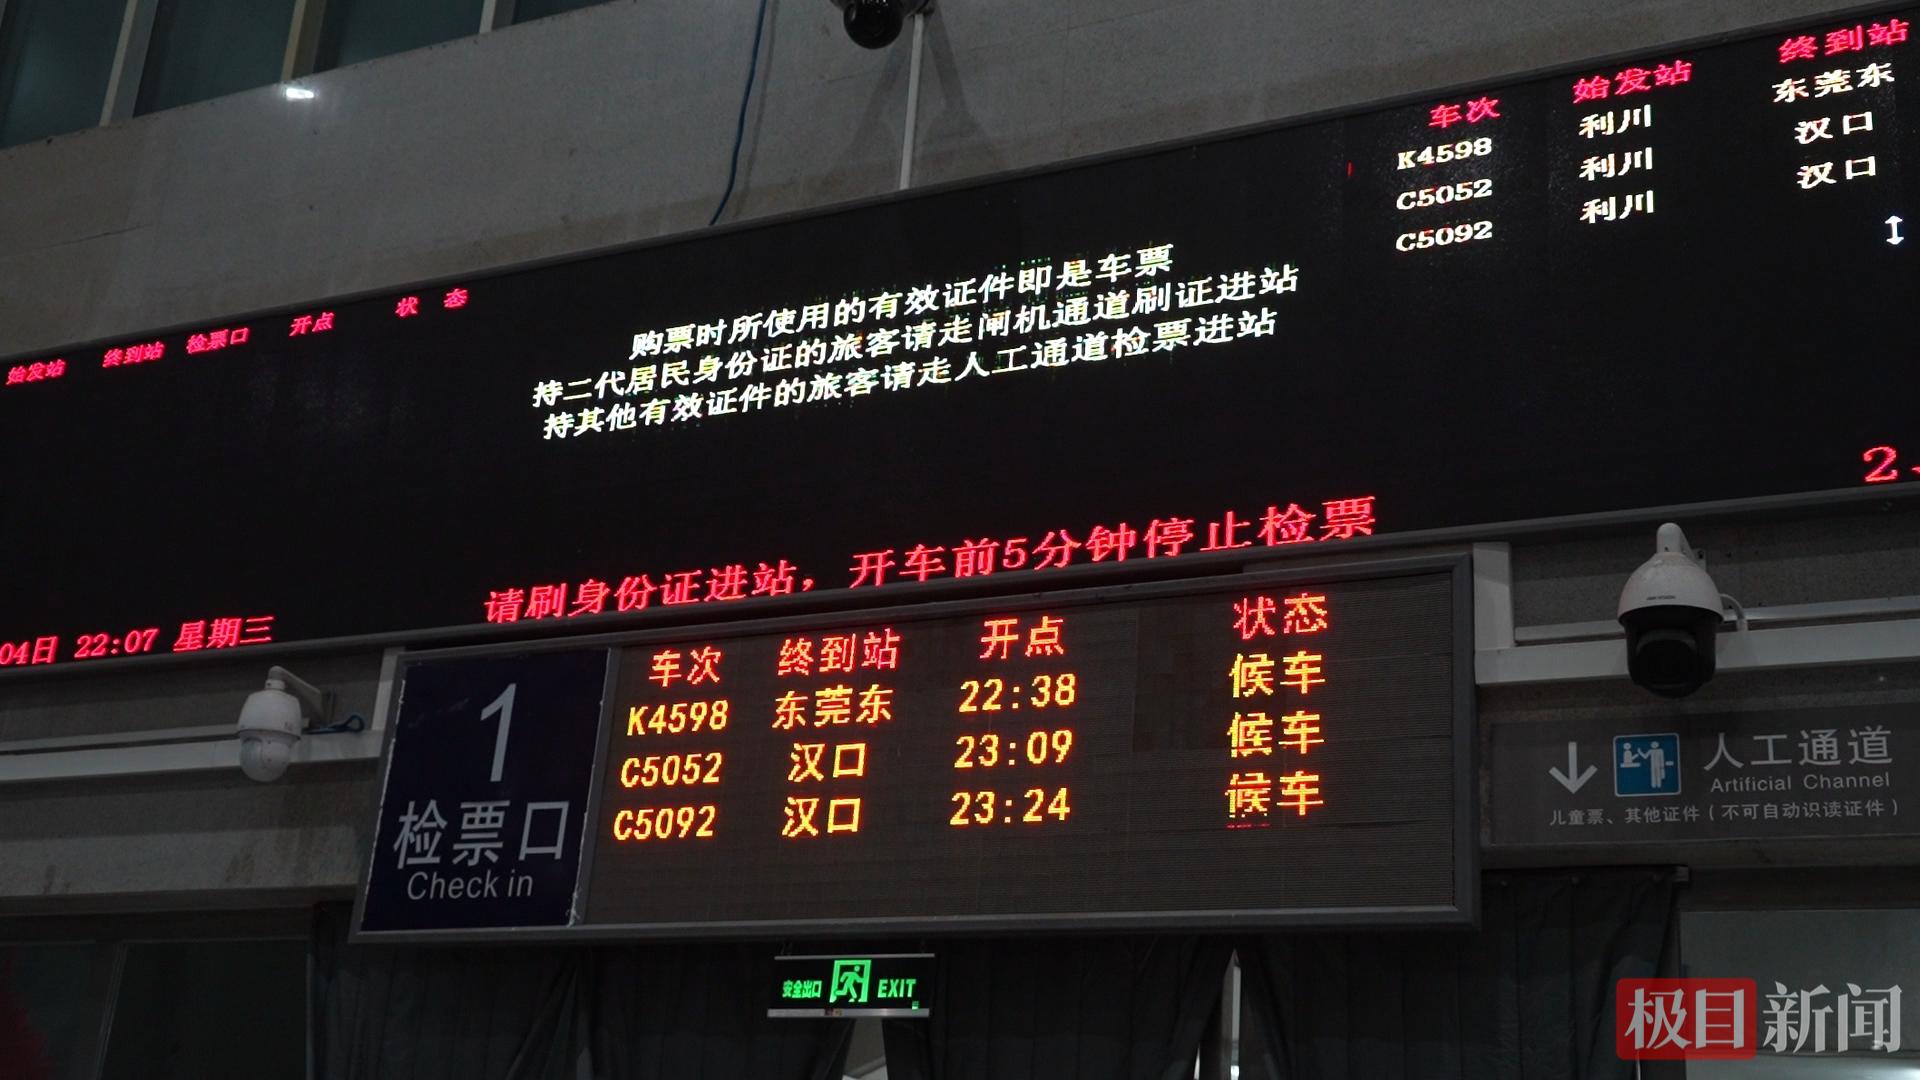 车次 始发站 终到站
K4598 利川 东莞东
C5052 利川 汉口
C5092 利川 汉口
始发站 终到站 检票口 开点 状 态
购票时所使用的有效证件即是车票
持二代居民身份证的旅客请走闸机通道刷证进站
持其他有效证件的旅客请走人工通道检票进站
请刷身份证进站，开车前5分钟停止检票
04日 22:07 星期三
1
检票口
Check in
车次 终到站 开点 状态
K4598 东莞东 22:38 候车
C5052 汉口 23:09 候车
C5092 汉口 23:24 候车
人工通道
Artificial Channel
儿童票、其他证件（不可自动识读证件）
安全出口 EXIT
极目新闻